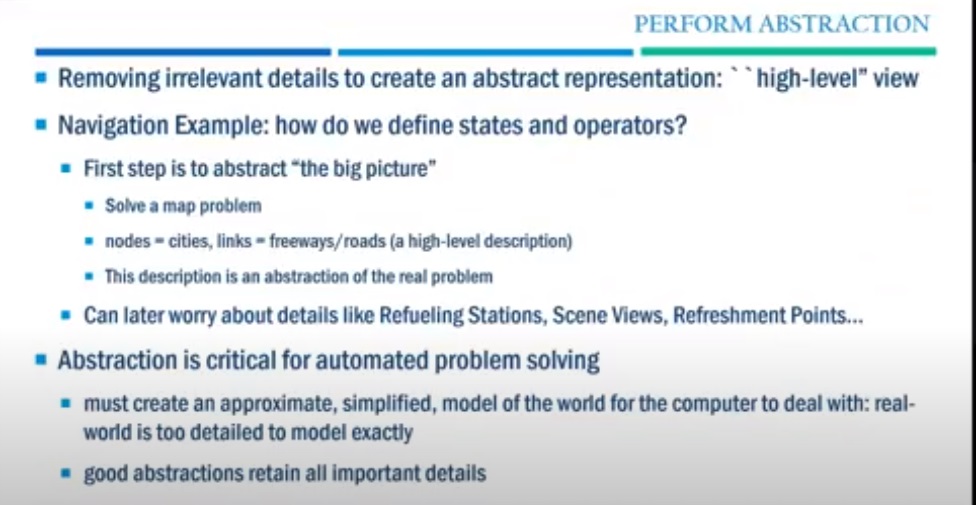 PERFORM ABSTRACTION
Removing irrelevant details to create an abstract representation: ``high-level” view
Navigation Example: how do we define states and operators?
First step is to abstract “the big picture”
Solve a map problem
nodes = cities, links = freeways/roads (a high-level description)
This description is an abstraction of the real problem
Can later worry about details like Refueling Stations, Scene Views, Refreshment Points...
Abstraction is critical for automated problem solving
must create an approximate, simplified, model of the world for the computer to deal with: real-
world is too detailed to model exactly
good abstractions retain all important details